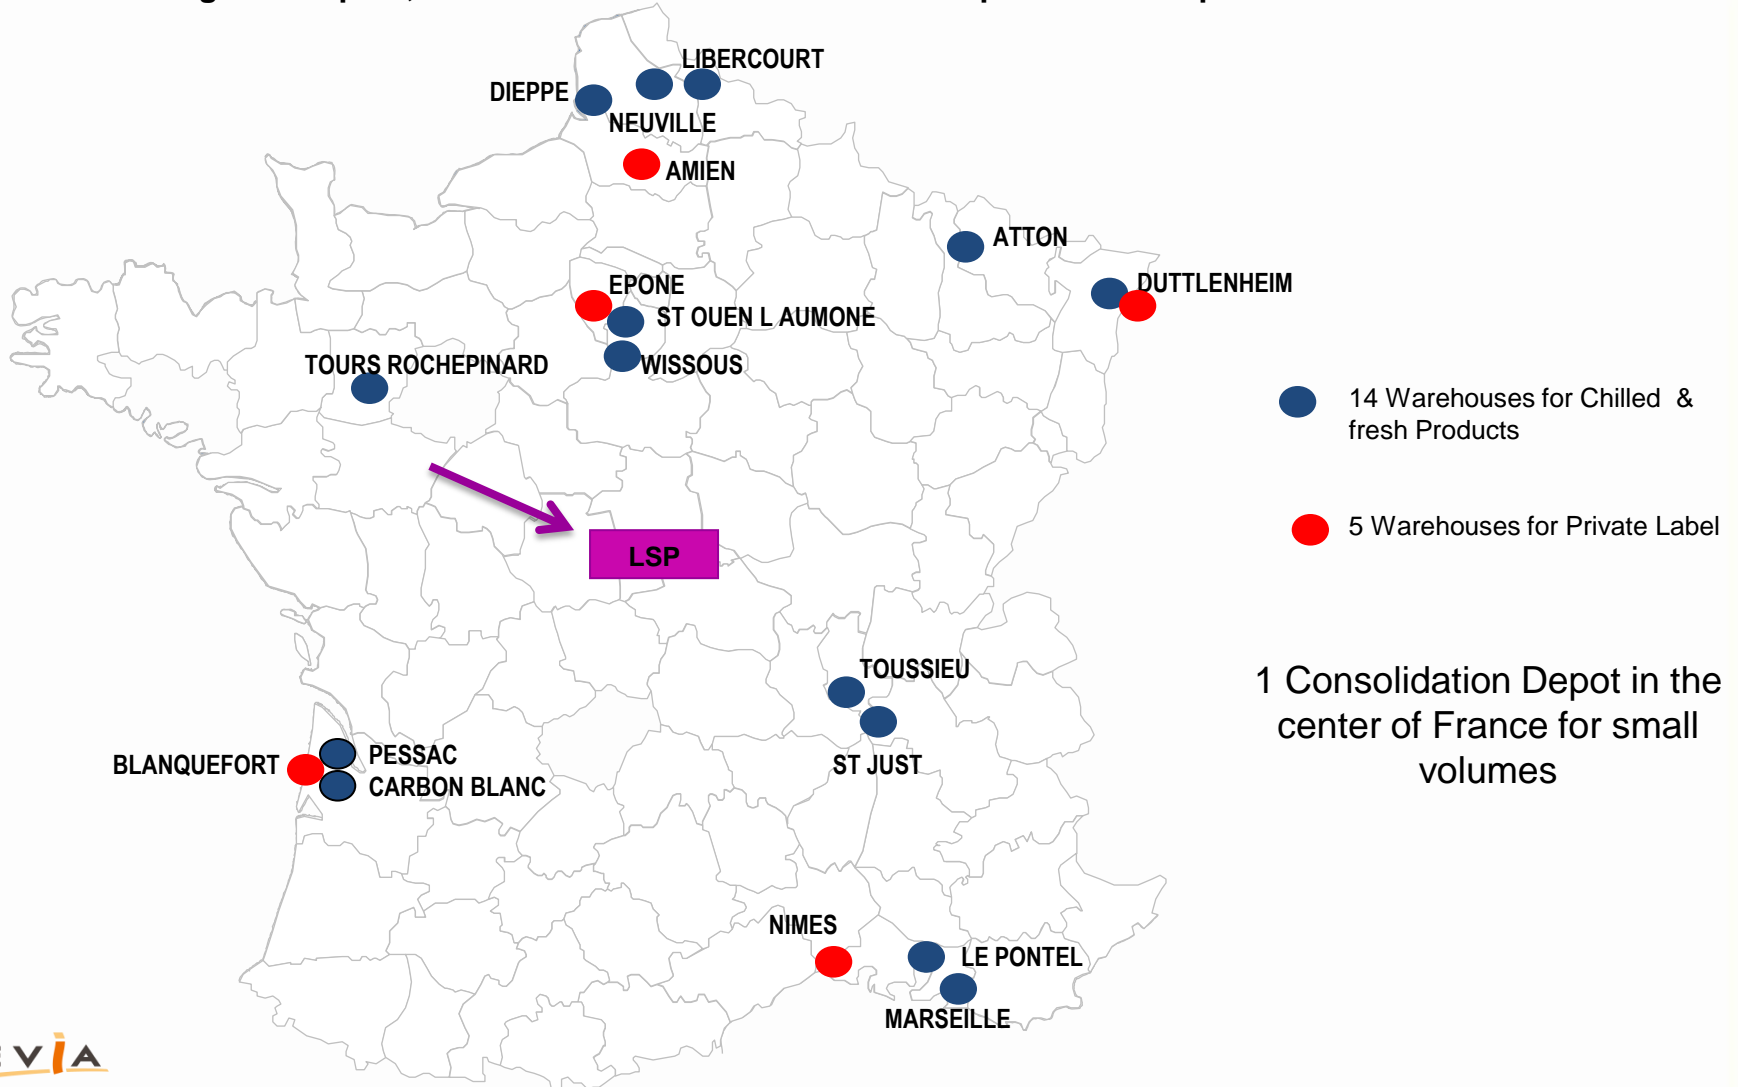 LIBERCOURT
DIEPPE
NEUVILLE
AMIEN
ATTON
EPONE
DUTTLENHEIM
ST OUEN L AUMONE
TOURS ROCHEPINARD
WISSOUS
14 Warehouses for Chilled &
fresh Products
LSP
5 Warehouses for Private Label
TOUSSIEU
1 Consolidation Depot in the
center of France for small
volumes
PESSAC
BLANQUEFORT
ST JUST
CARBON BLANC
NIMES
LE PONTEL
MARSEILLE